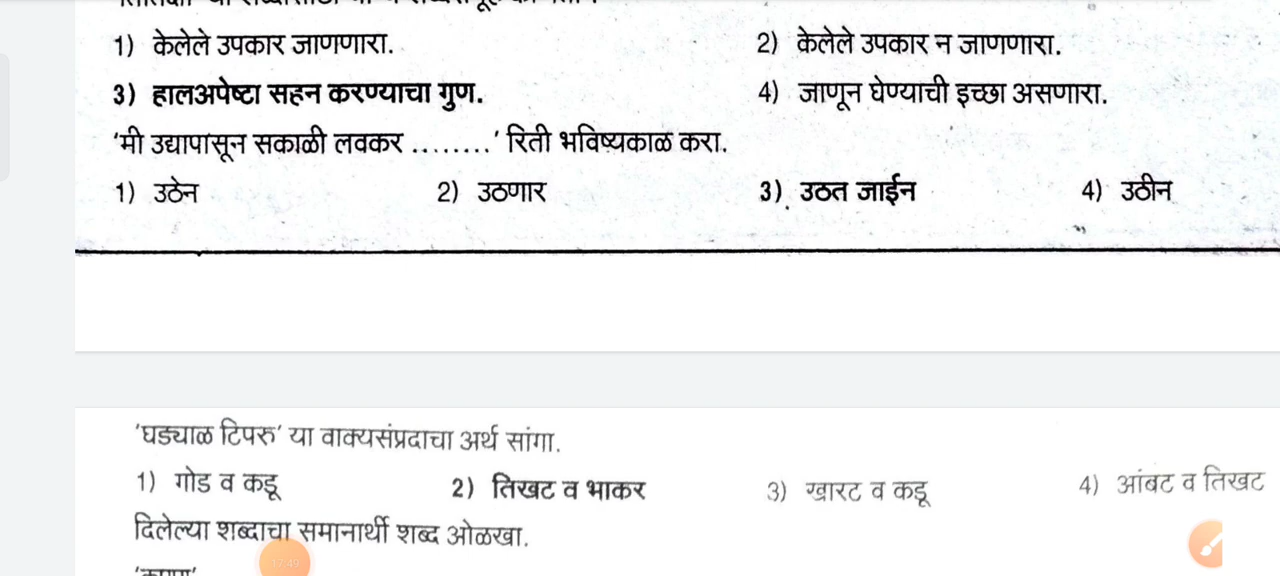 1) केलेले उपकार जाणणारा. 2) केलेले उपकार न जाणणारा.
3) हालअपेष्टा सहन करण्याचा गुण. 4) जाणून घेण्याची इच्छा असणारा.
'मी उद्यापासून सकाळी लवकर ........' रिती भविष्यकाळ करा.
1) उठेन 2) उठणार 3). उठत जाईन 4) उठीन
'घड्याळ टिपरु' या वाक्यसंप्रदाचा अर्थ सांगा.
1) गोड व कडू 2) तिखट व भाकर 3) खारट व कडू 4) आंबट व तिखट
दिलेल्या शब्दाचा समानार्थी शब्द ओळखा.
17:49